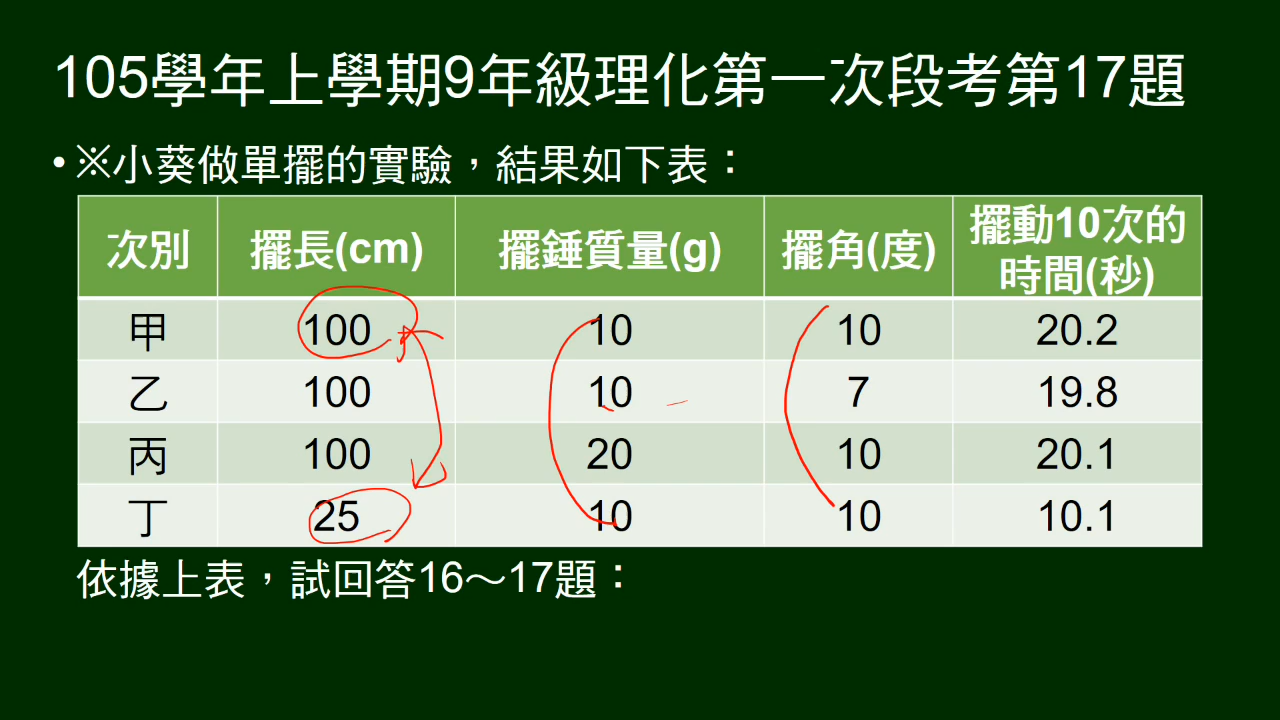 105學年上學期9年級理化第一次段考第17題
•※小葵做單擺的實驗，結果如下表：
次別 擺長(cm) 擺錘質量(g) 擺角(度) 擺動10次的時間(秒)
甲 100 10 10 20.2
乙 100 10 7 19.8
丙 100 20 10 20.1
丁 25 10 10 10.1
依據上表，試回答16～17題：